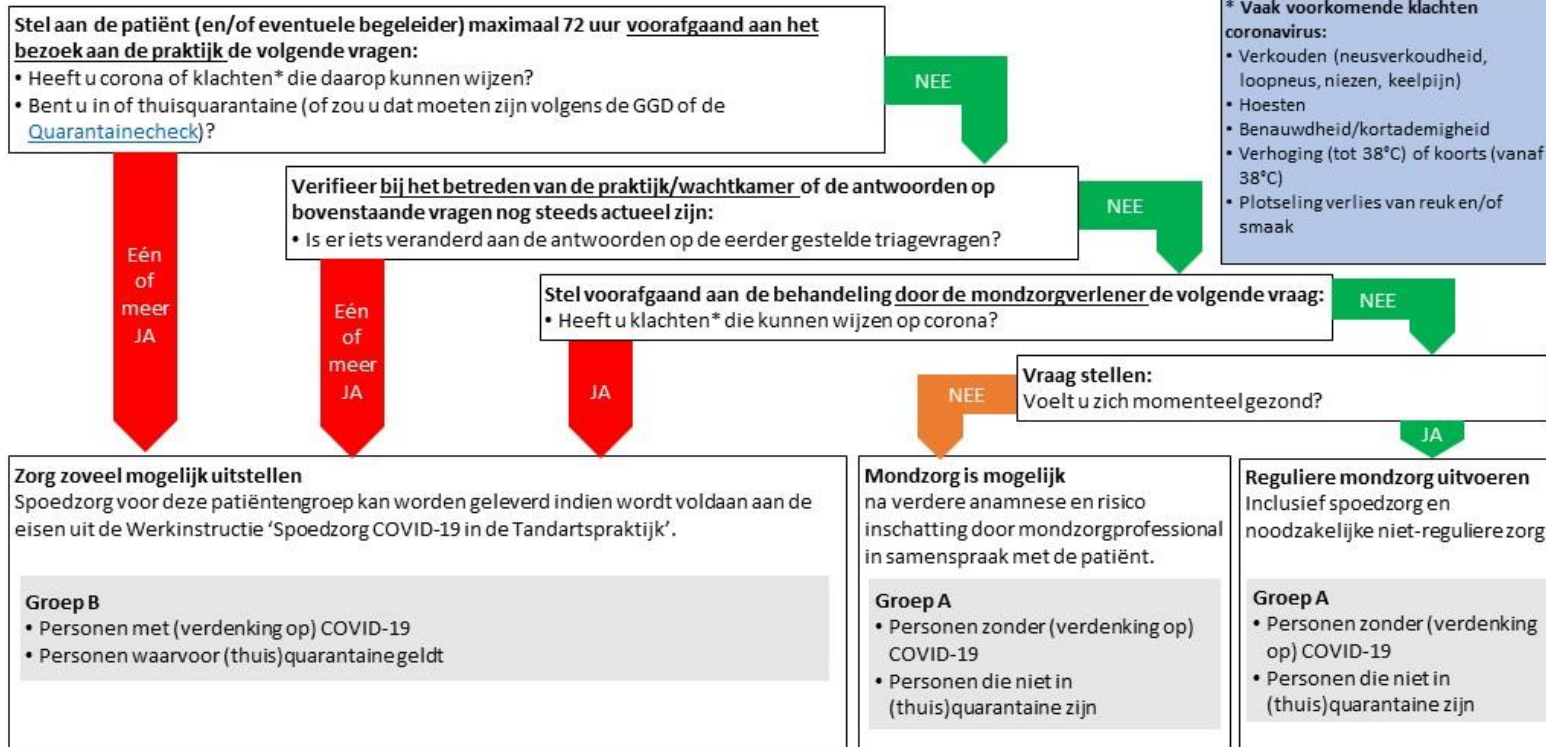 Stel aan de patiënt (en/of eventuele begeleider) maximaal 72 uur voorafgaand aan het
bezoek aan de praktijk de volgende vragen:
• Heeft u corona of klachten* die daarop kunnen wijzen?
• Bent u in of thuisquarantaine (of zou u dat moeten zijn volgens de GGD of de
Quarantainecheck)?
NEE
* Vaak voorkomende klachten
coronavirus:
• Verkouden (neusverkoudheid,
loopneus, niezen, keelpijn)
• Hoesten
• Benauwdheid/kortademigheid
• Verhoging (tot 38°C) of koorts (vanaf
38°C)
• Plotseling verlies van reuk en/of
smaak
Eén
of
meer
JA
Verifieer bij het betreden van de praktijk/wachtkamer of de antwoorden op
bovenstaande vragen nog steeds actueel zijn:
• Is er iets veranderd aan de antwoorden op de eerder gestelde triagevragen?
NEE
Eén
of
meer
JA
Stel voorafgaand aan de behandeling door de mondzorgverlener de volgende vraag:
• Heeft u klachten* die kunnen wijzen op corona?
NEE
JA
Vraag stellen:
Voelt u zich momenteel gezond?
NEE
JA
Zorg zoveel mogelijk uitstellen
Spoedzorg voor deze patiëntengroep kan worden geleverd indien wordt voldaan aan de
eisen uit de Werkinstructie ‘Spoedzorg COVID-19 in de Tandartspraktijk’.
Groep B
• Personen met (verdenking op) COVID-19
• Personen waarvoor (thuis)quarantaine geldt
Mondzorg is mogelijk
na verdere anamnese en risico
inschatting door mondzorgprofessional
in samenspraak met de patiënt.
Groep A
• Personen zonder (verdenking op)
COVID-19
• Personen die niet in
(thuis)quarantaine zijn
Reguliere mondzorg uitvoeren
Inclusief spoedzorg en
noodzakelijke niet-reguliere zorg
Groep A
• Personen zonder (verdenking
op) COVID-19
• Personen die niet in
(thuis)quarantaine zijn